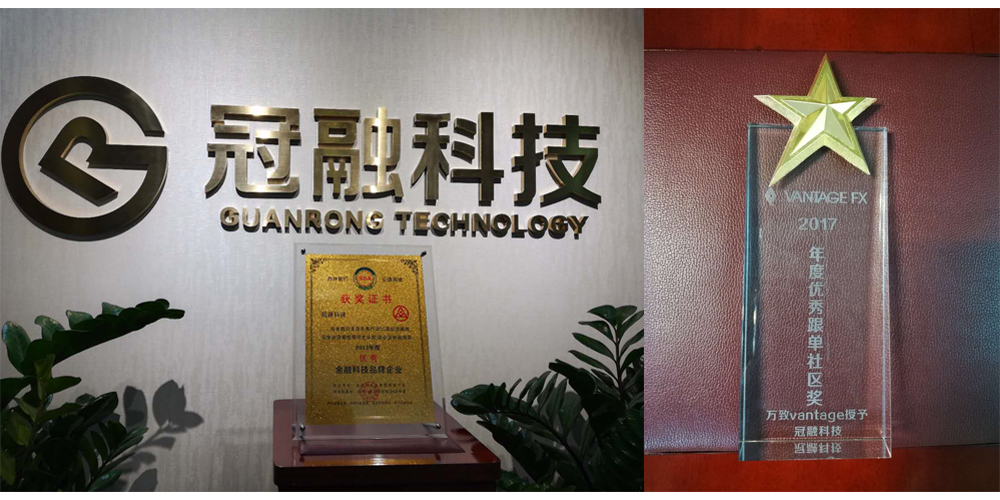 冠融科技
GUANRONG TECHNOLOGY
获奖证书
冠融科技
2017年度
优秀
金融科技品牌企业
VANTAGE FX
2017
年度优秀跟单社区奖
万致vantage授予
冠融科技